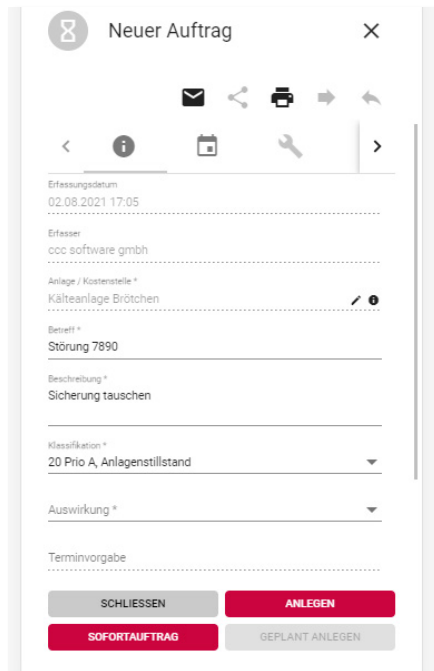 Neuer Auftrag
Erfassungsdatum
02.08.2021 17:05
Erfasser
ccc software gmbh
Anlage / Kostenstelle *
Kälteanlage Brötchen
Betreff *
Störung 7890
Beschreibung *
Sicherung tauschen
Klassifikation *
20 Prio A, Anlagenstillstand
Auswirkung *
Terminvorgabe
SCHLIESSEN
ANLEGEN
SOFORTAUFTRAG
GEPLANT ANLEGEN